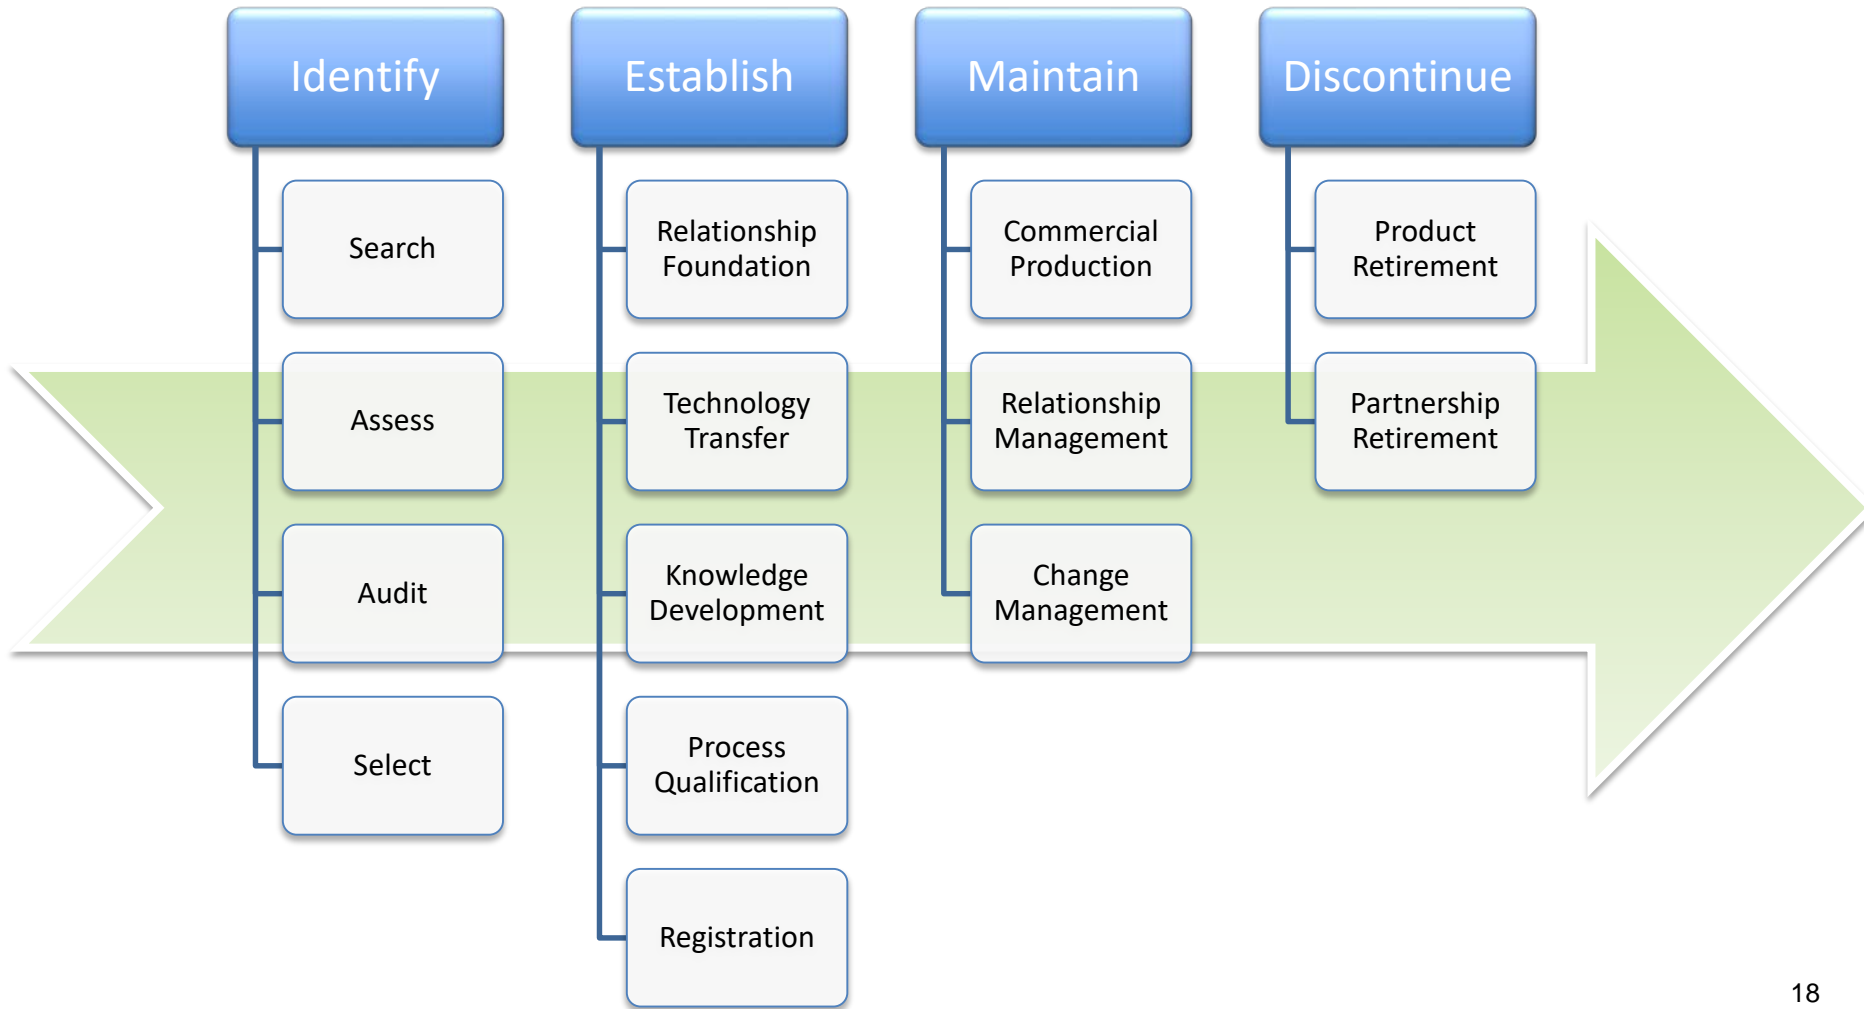 Identify
Search
Assess
Audit
Select
Establish
Relationship
Foundation
Technology
Transfer
Knowledge
Development
Process
Qualification
Registration
Maintain
Commercial
Production
Relationship
Management
Change
Management
Discontinue
Product
Retirement
Partnership
Retirement
18